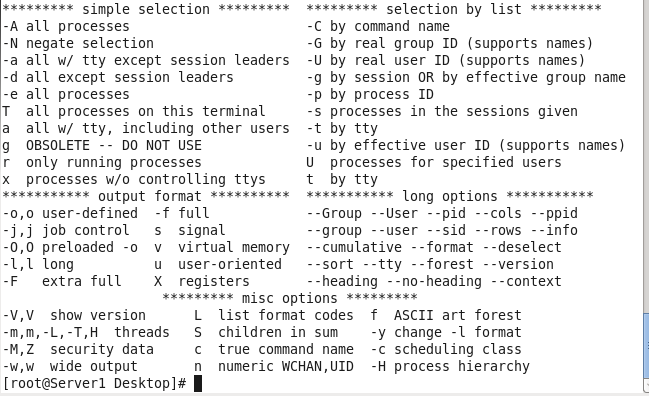 ********* simple selection *********  ********* selection by list *********
-A all processes                      -C by command name
-N negate selection                   -G by real group ID (supports names)
-a all w/ tty except session leaders  -U by real user ID (supports names)
-d all except session leaders         -g by session OR by effective group name
-e all processes                      -p by process ID
T  all processes on this terminal     -s processes in the sessions given
a  all w/ tty, including other users  -t by tty
g  OBSOLETE -- DO NOT USE             -u by effective user ID (supports names)
r  only running processes             U  processes for specified users
x  processes w/o controlling ttys     t  by tty
*********** output format **********  *********** long options ***********
-o,o user-defined  -f full            --Group --User --pid --cols --ppid
-j,j job control   s  signal          --group --user --sid --rows --info
-O,O preloaded -o  v  virtual memory  --cumulative --format --deselect
-l,l long          u  user-oriented   --sort --tty --forest --version
-F   extra full    X  registers       --heading --no-heading --context
                    ********* misc options *********
-V,V  show version      L  list format codes  f  ASCII art forest
-m,m,-L,-T,H  threads   S  children in sum    -y change -l format
-M,Z  security data     c  true command name  -c scheduling class
-w,w  wide output       n  numeric WCHAN,UID  -H process hierarchy
[root@Server1 Desktop]#